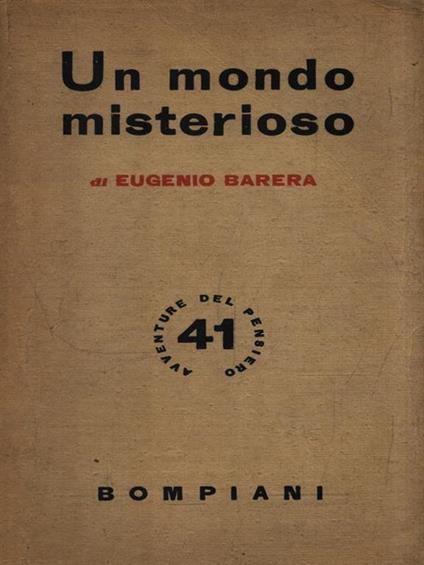 Un mondo
misterioso
di EUGENIO BARERA
AVVENTURE DEL PENSIERO
41
BOMPIANI